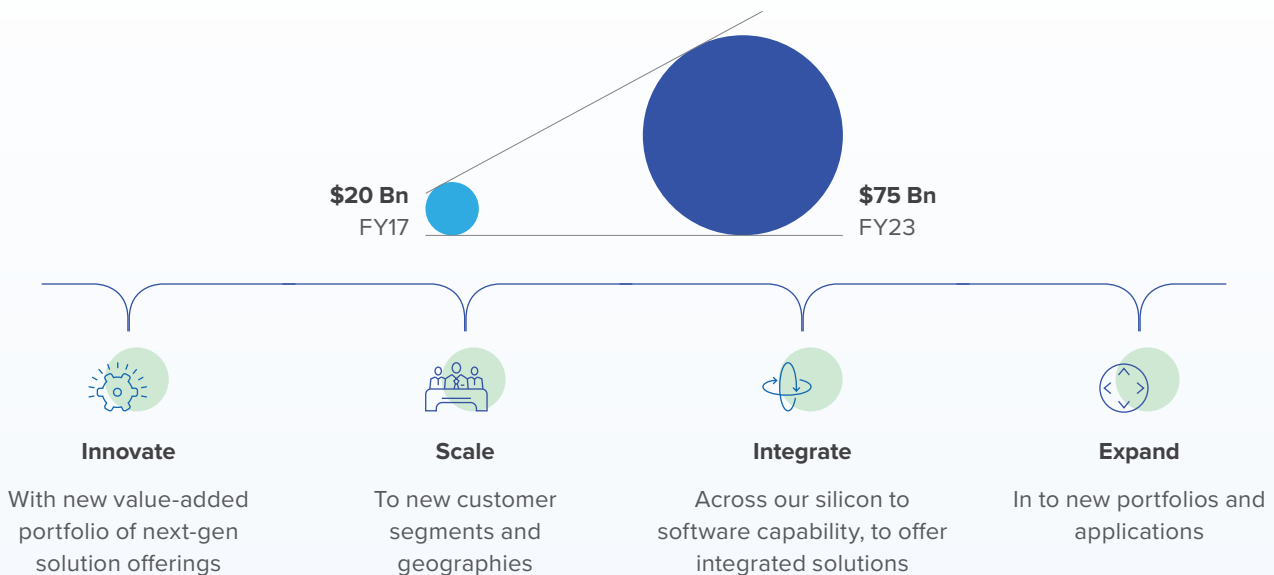 $20 Bn
FY17
$75 Bn
FY23
Innovate
With new value-added
portfolio of next-gen
solution offerings
Scale
To new customer
segments and
geographies
Integrate
Across our silicon to
software capability, to offer
integrated solutions
Expand
In to new portfolios and
applications